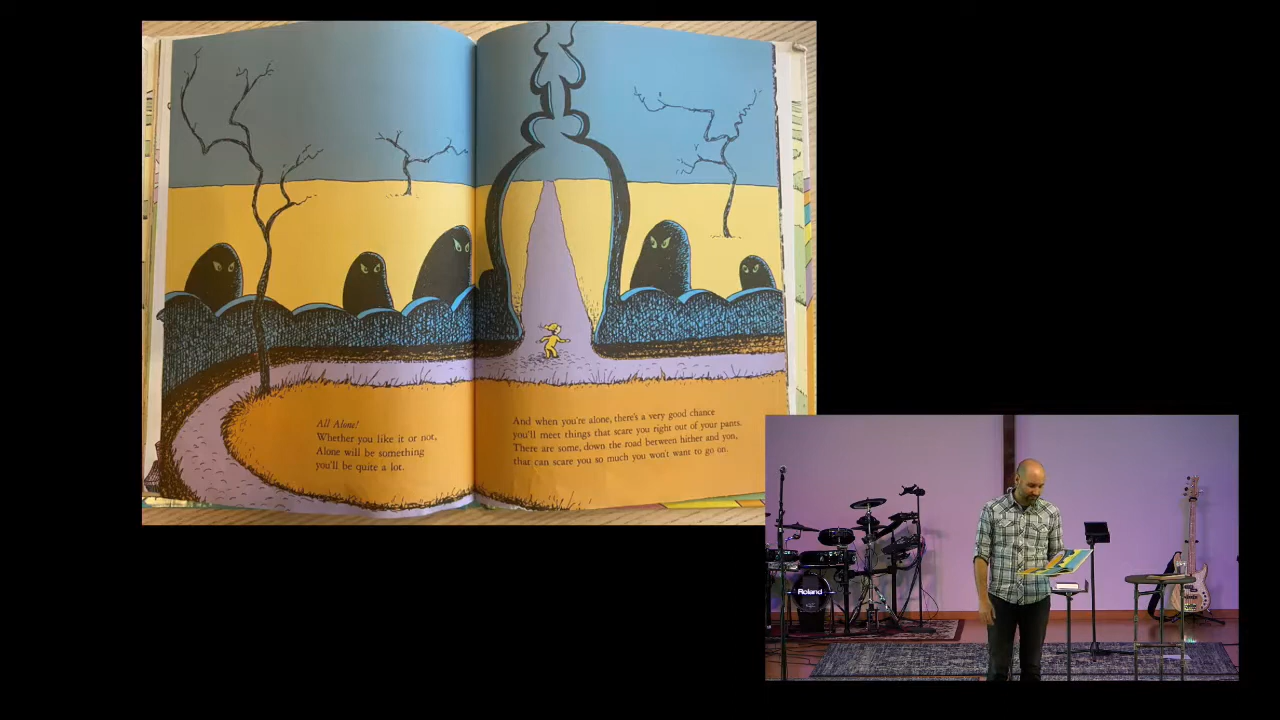 All Alone!
Whether you like it or not,
Alone will be something
you'll be quite a lot.
And when you're alone, there's a very good chance
you'll meet things that scare you right out of your pants.
There are some, down the road between hither and yon,
that can scare you so much you won't want to go on.
Roland